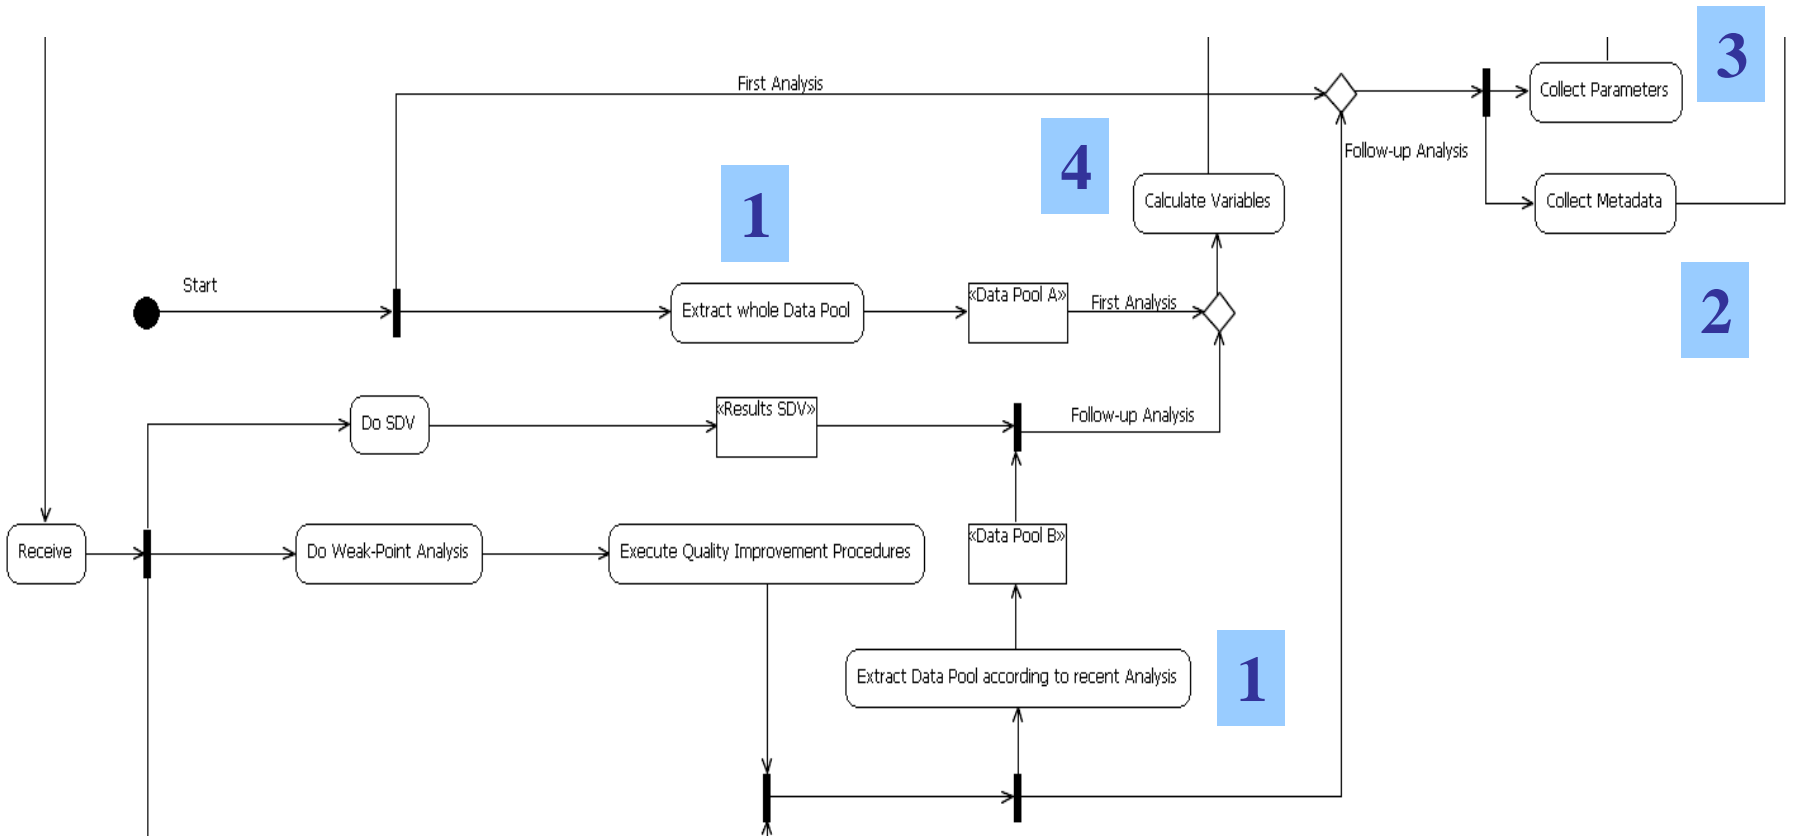 3
First Analysis
Collect Parameters
4
Follow-up Analysis
1
Calculate Variables
Collect Metadata
Start
Extract whole Data Pool
«Data Pool A»
First Analysis
2
Do SDV
«Results SDV»
Follow-up Analysis
Receive
Do Weak-Point Analysis
Execute Quality Improvement Procedures
«Data Pool B»
Extract Data Pool according to recent Analysis
1